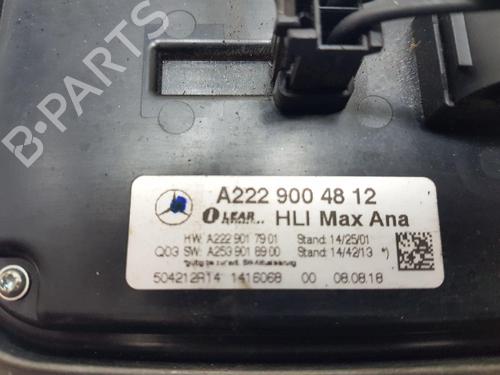 B-PARTS
A222 900 48 12
LEAR HLI Max Ana
HW: A222 901 79 01 Stand: 14/25/01
Q03 SW: A253 901 89 00 Stand: 14/42/13 *)
504212R14 1416068 00 08.08.18